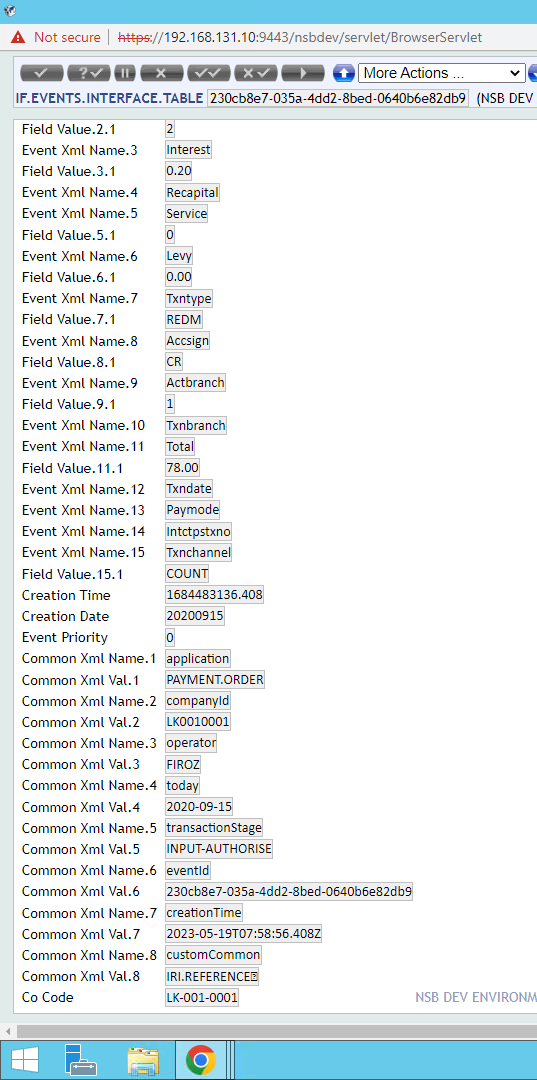 Not secure | https://192.168.131.10:9443/nsbdev/servlet/BrowserServlet
More Actions ...
IF.EVENTS.INTERFACE.TABLE 230cb8e7-035a-4dd2-8bed-0640b6e82db9 (NSB DEV
Field Value.2.1 2
Event Xml Name.3 Interest
Field Value.3.1 0.20
Event Xml Name.4 Recapital
Event Xml Name.5 Service
Field Value.5.1 0
Event Xml Name.6 Levy
Field Value.6.1 0.00
Event Xml Name.7 Txntype
Field Value.7.1 REDM
Event Xml Name.8 Accsign
Field Value.8.1 CR
Event Xml Name.9 Actbranch
Field Value.9.1 1
Event Xml Name.10 Txnbranch
Event Xml Name.11 Total
Field Value.11.1 78.00
Event Xml Name.12 Txndate
Event Xml Name.13 Paymode
Event Xml Name.14 Intctpstxno
Event Xml Name.15 Txnchannel
Field Value.15.1 COUNT
Creation Time 1684483136.408
Creation Date 20200915
Event Priority 0
Common Xml Name.1 application
Common Xml Val.1 PAYMENT.ORDER
Common Xml Name.2 companyId
Common Xml Val.2 LK0010001
Common Xml Name.3 operator
Common Xml Val.3 FIROZ
Common Xml Name.4 today
Common Xml Val.4 2020-09-15
Common Xml Name.5 transactionStage
Common Xml Val.5 INPUT-AUTHORISE
Common Xml Name.6 eventId
Common Xml Val.6 230cb8e7-035a-4dd2-8bed-0640b6e82db9
Common Xml Name.7 creationTime
Common Xml Val.7 2023-05-19T07:58:56.408Z
Common Xml Name.8 customCommon
Common Xml Val.8 IRI.REFERENCE
Co Code LK-001-0001
NSB DEV ENVIRONM